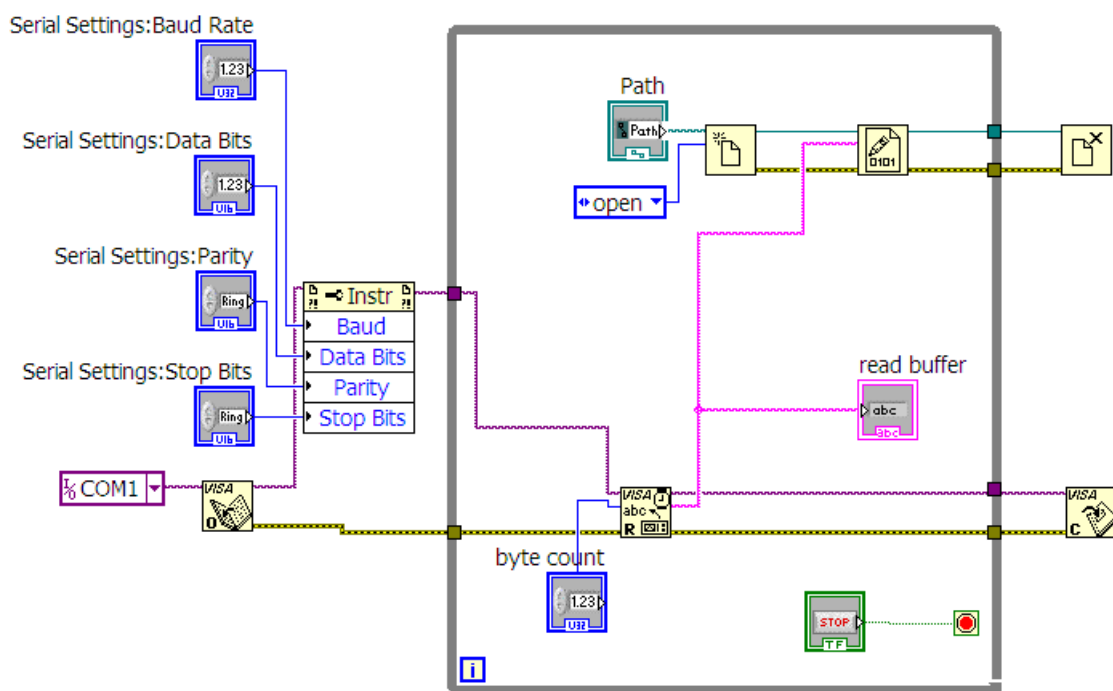 Serial Settings:Baud Rate
1.23
U32
Serial Settings:Data Bits
1.23
U16
Serial Settings:Parity
Ring
U16
Serial Settings:Stop Bits
Ring
U16
I/O COM1
VISA
O
?! Instr ?!
Baud
Data Bits
Parity
Stop Bits
Path
Path
open
0101
read buffer
abc
abc
VISA
abc
R
byte count
1.23
U32
VISA
C
STOP
TF
i